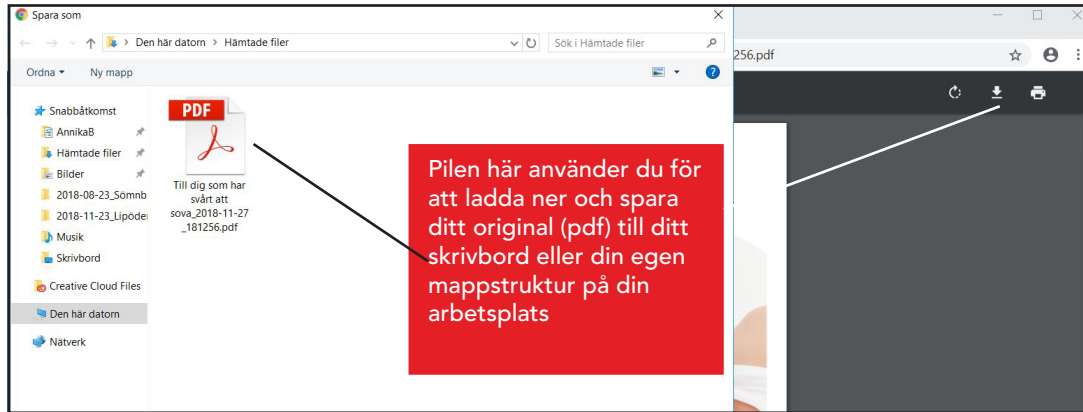 Spara som
Den här datorn > Hämtade filer
Sök i Hämtade filer
256.pdf
Ordna
Ny mapp
Snabbåtkomst
AnnikaB
Hämtade filer
Bilder
2018-08-23_Sömnb
2018-11-23_Lipöde
Musik
Skrivbord
Creative Cloud Files
Den här datorn
Nätverk
PDF
Till dig som har
svårt att
sova_2018-11-27
_181256.pdf
Pilen här använder du för
att ladda ner och spara
ditt original (pdf) till ditt
skrivbord eller din egen
mappstruktur på din
arbetsplats